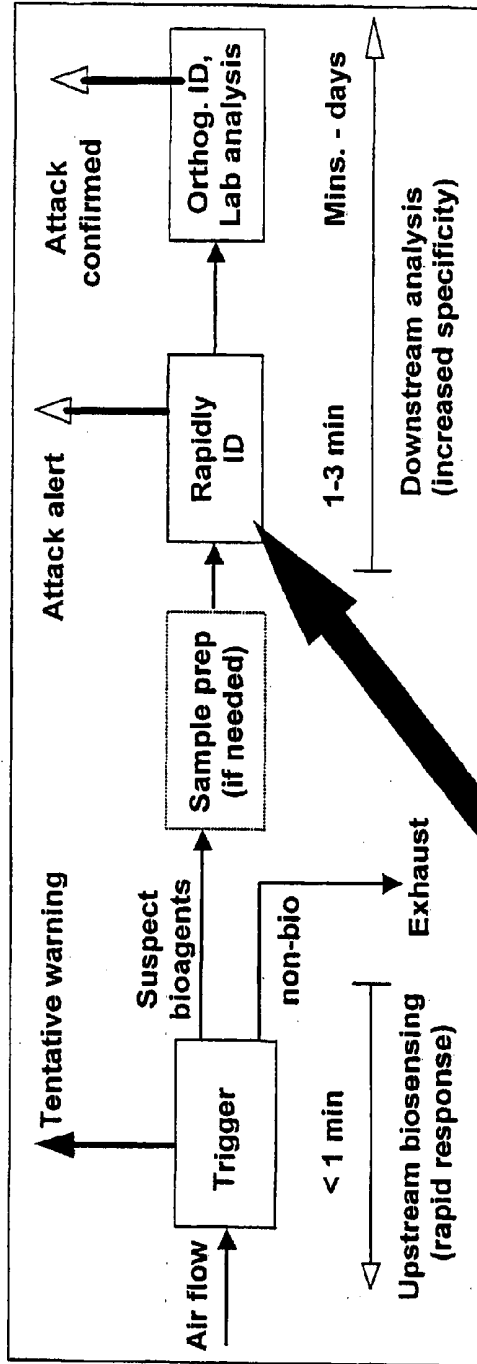 Tentative warning
Attack alert
Attack
confirmed
Air flow
Trigger
Suspect
bioagents
non-bio
Exhaust
Sample prep
(if needed)
Rapidly
ID
Orthog. ID,
Lab analysis
< 1 min
1-3 min
Mins. - days
Upstream biosensing
(rapid response)
Downstream analysis
(increased specificity)